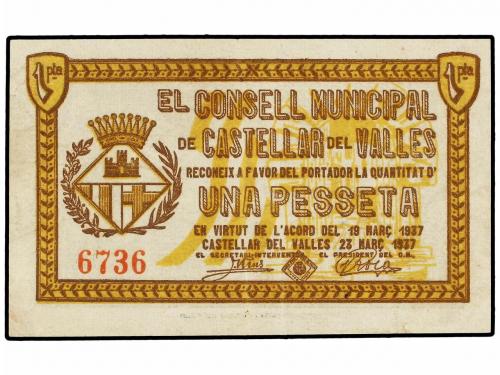 1 pta. 1 pta.
EL CONSELL MUNICIPAL
DE CASTELLAR DEL VALLES
RECONEIX A FAVOR DEL PORTADOR LA QUANTITAT D'
UNA PESSETA
EN VIRTUT DE L'ACORD DEL 19 MARÇ 1937
CASTELLAR DEL VALLES 23 MARÇ 1937
EL SECRETARI-INTERVENTOR EL PRESIDENT DEL C.M.
6736